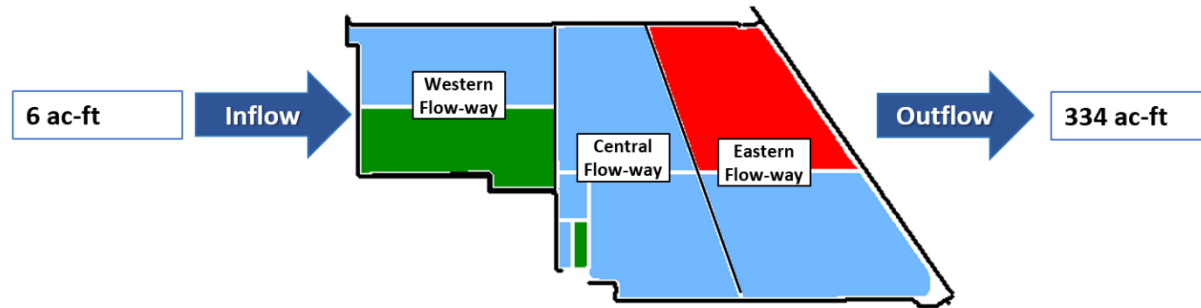 6 ac-ft
Inflow
Western
Flow-way
Central
Flow-way
Eastern
Flow-way
Outflow
334 ac-ft